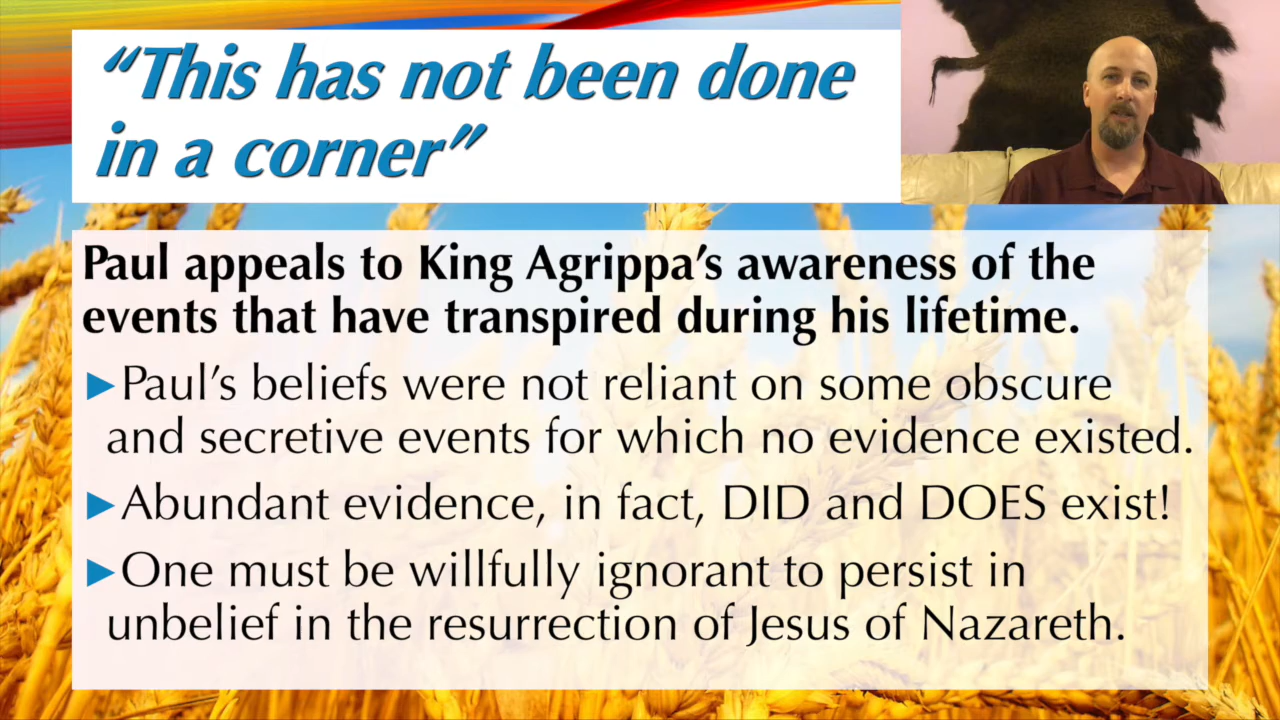 “This has not been done
in a corner”
Paul appeals to King Agrippa’s awareness of the
events that have transpired during his lifetime.
►Paul’s beliefs were not reliant on some obscure
and secretive events for which no evidence existed.
►Abundant evidence, in fact, DID and DOES exist!
►One must be willfully ignorant to persist in
unbelief in the resurrection of Jesus of Nazareth.